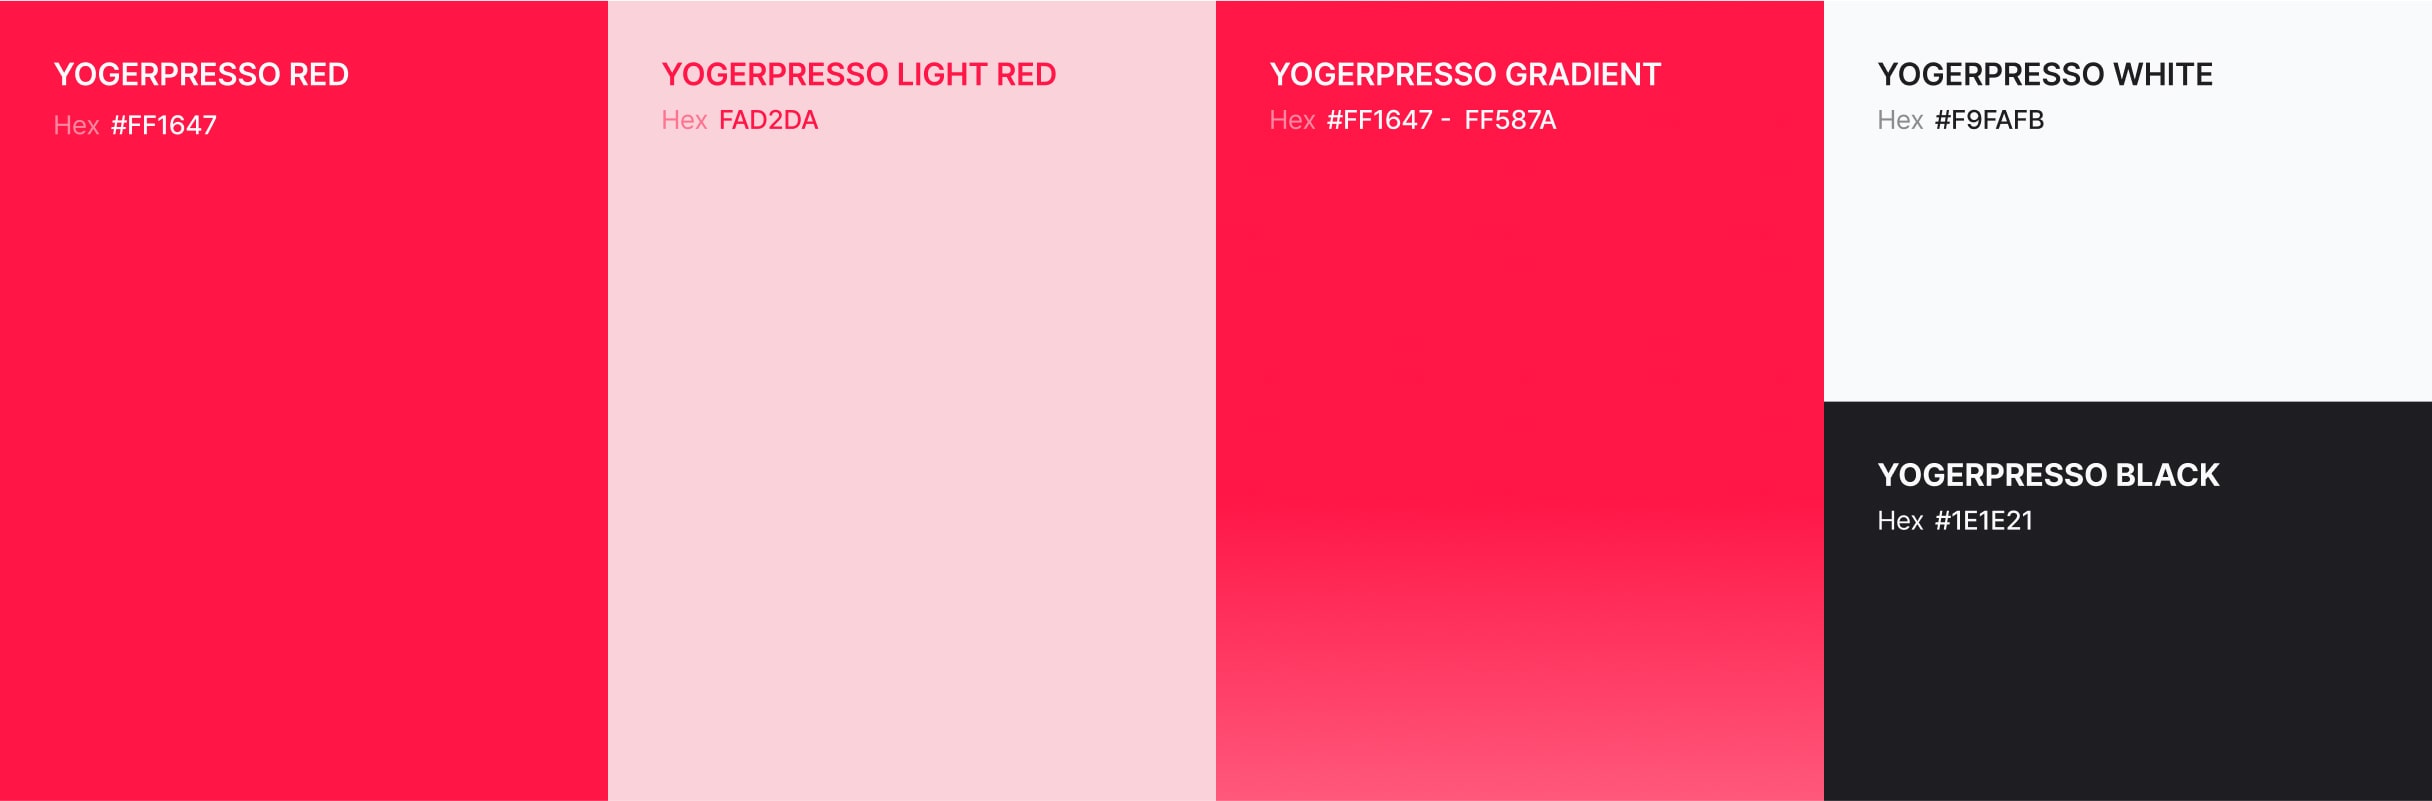 YOGERPRESSO RED
Hex #FF1647
YOGERPRESSO LIGHT RED
Hex FAD2DA
YOGERPRESSO GRADIENT
Hex #FF1647 - FF587A
YOGERPRESSO WHITE
Hex #F9FAFB
YOGERPRESSO BLACK
Hex #1E1E21